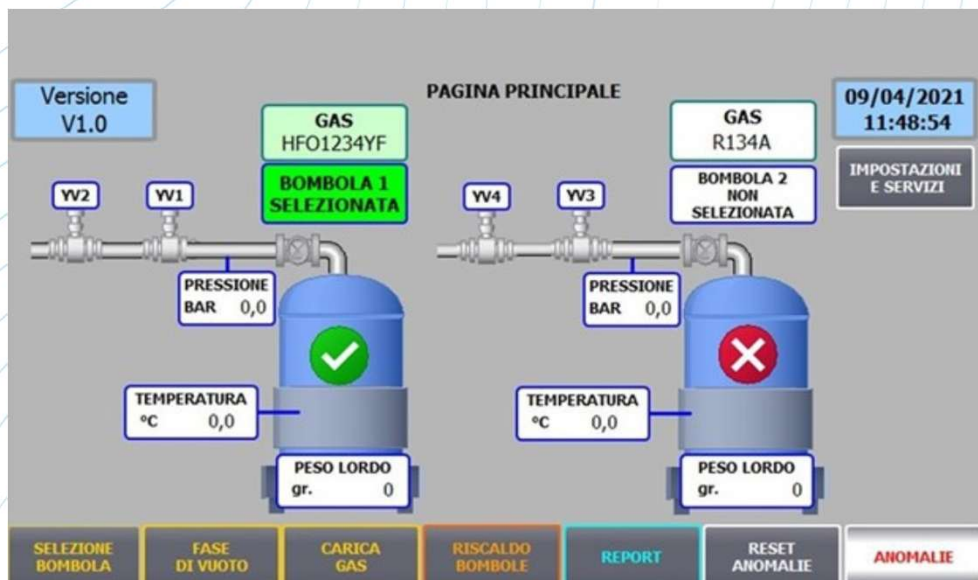 PAGINA PRINCIPALE
Versione
V1.0
09/04/2021
11:48:54
GAS
HFO1234YF
GAS
R134A
IMPOSTAZIONI
E SERVIZI
BOMBOLA 1
SELEZIONATA
BOMBOLA 2
NON
SELEZIONATA
YV2
YV1
YV4
YV3
PRESSIONE
BAR 0,0
PRESSIONE
BAR 0,0
TEMPERATURA
°C 0,0
TEMPERATURA
°C 0,0
PESO LORDO
gr. 0
PESO LORDO
gr. 0
SELEZIONE
BOMBOLA
FASE
DI VUOTO
CARICA
GAS
RISCALDO
BOMBOLE
REPORT
RESET
ANOMALIE
ANOMALIE